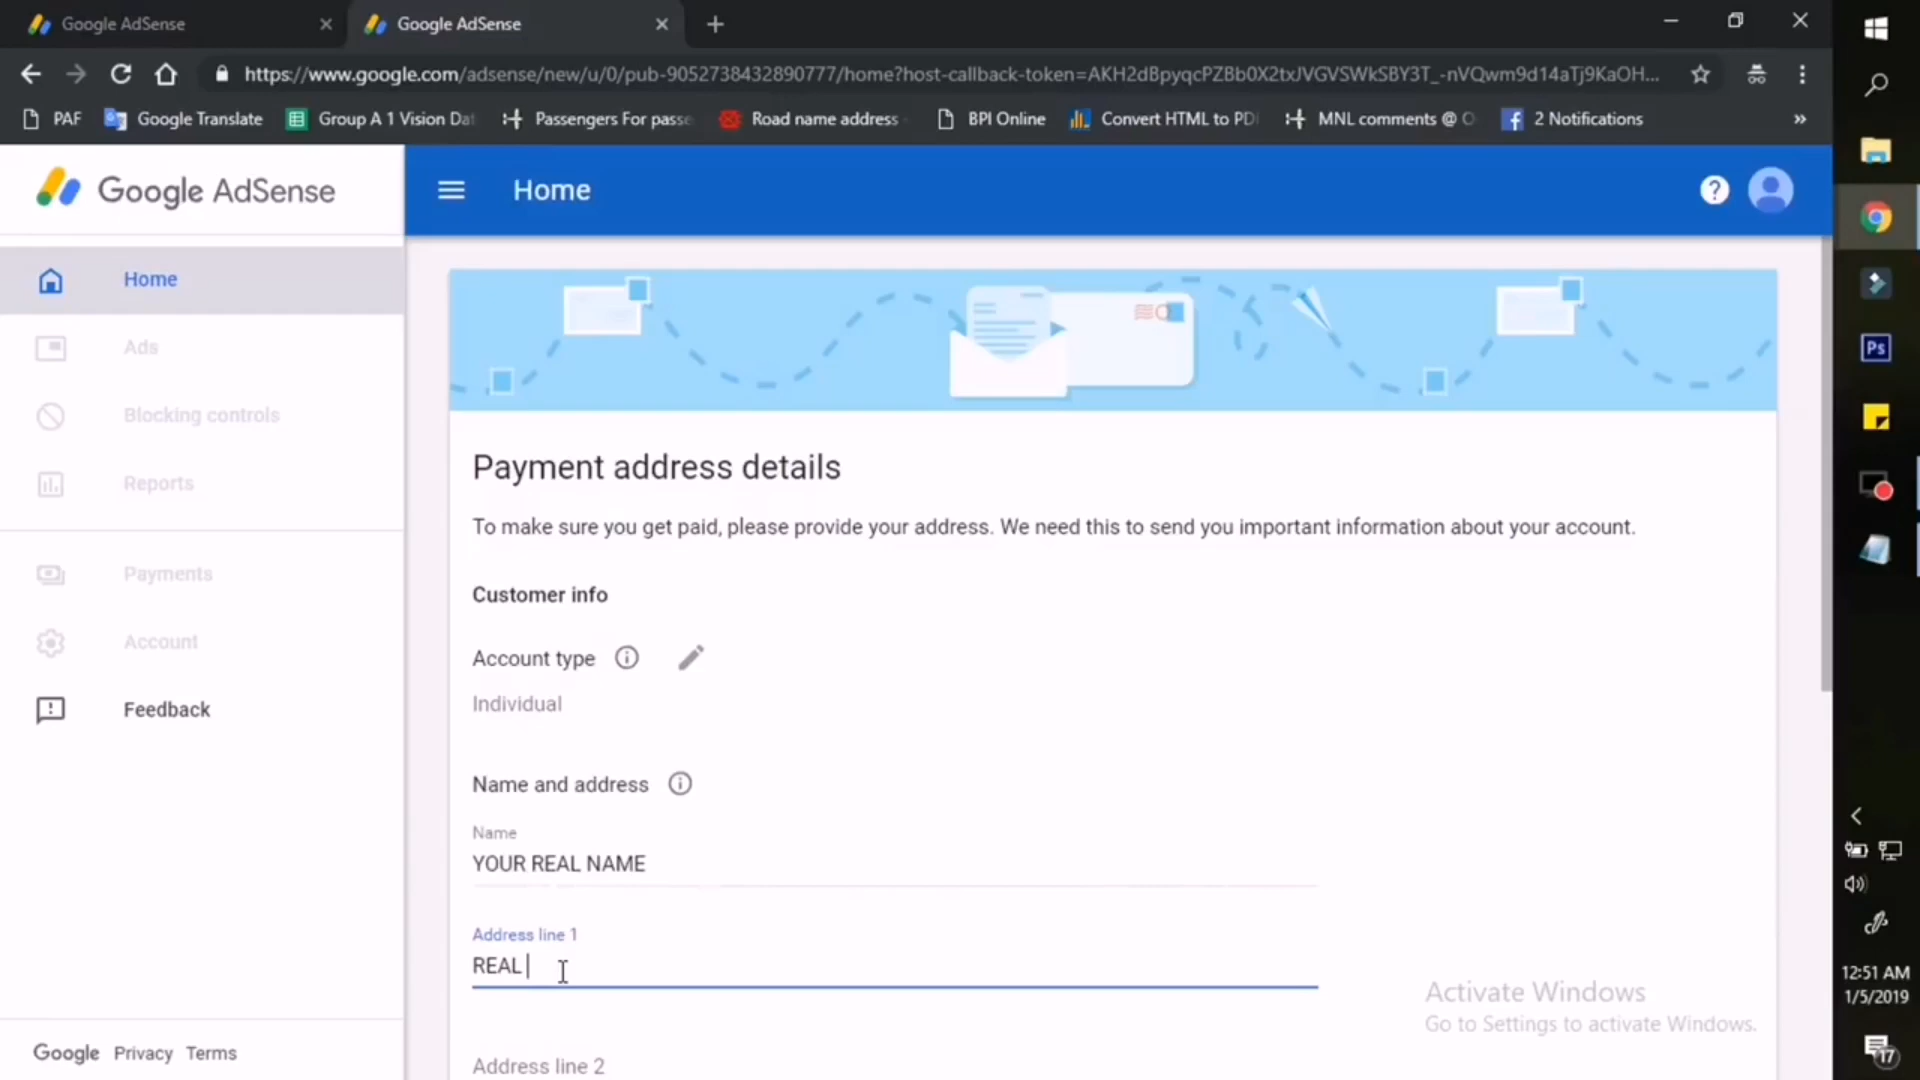 Google AdSense
Google AdSense
https://www.google.com/adsense/new/u/0/pub-9052738432890777/home?host-callback-token=AKH2dBpyqcPZBb0X2txJVGVSWkSBY3T_-nVQwm9d14aTj9KaOH...
PAF
Google Translate
Group A 1 Vision Dat
Passengers For passe
Road name address
BPI Online
Convert HTML to PD
MNL comments @ O
2 Notifications
»
Google AdSense
Home
Home
Ads
Blocking controls
Reports
Payments
Account
Feedback
Google Privacy Terms
Payment address details
To make sure you get paid, please provide your address. We need this to send you important information about your account.
Customer info
Account type
Individual
Name and address
Name
YOUR REAL NAME
Address line 1
REAL
Address line 2
Activate Windows
Go to Settings to activate Windows.
Ps
12:51 AM
1/5/2019
17